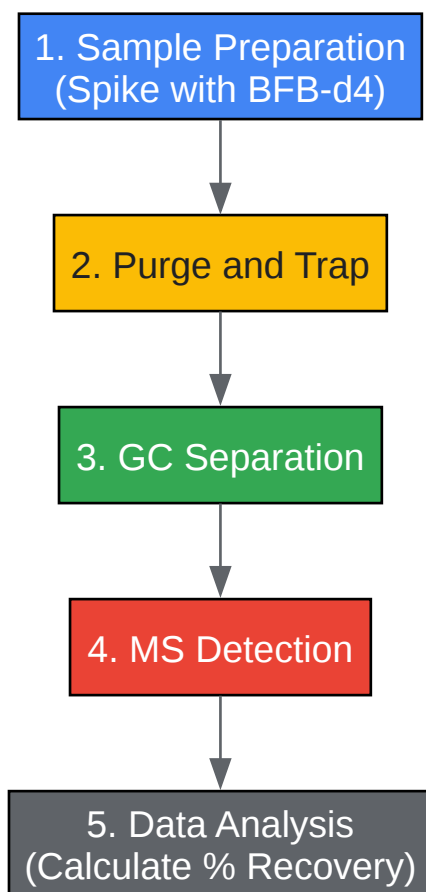 1. Sample Preparation
(Spike with BFB-d4)
2. Purge and Trap
3. GC Separation
4. MS Detection
5. Data Analysis
(Calculate % Recovery)